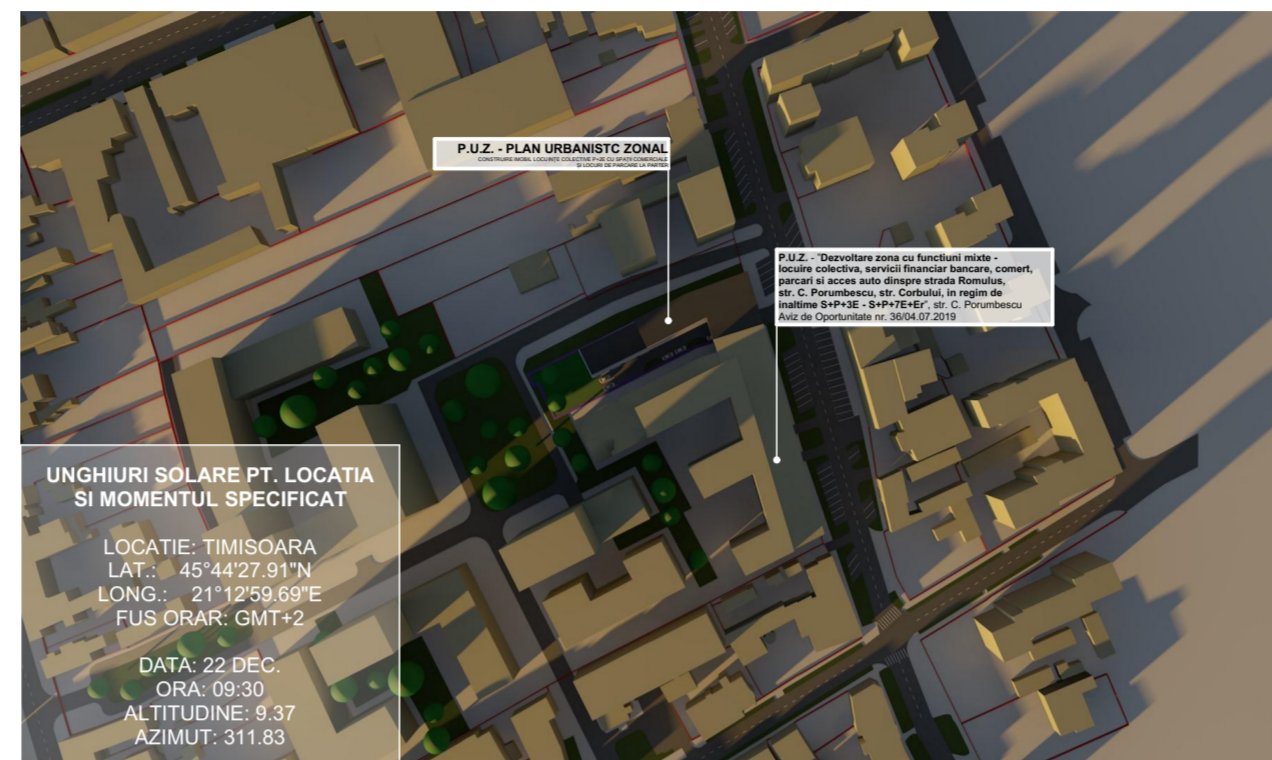 P.U.Z. - PLAN URBANISTC ZONAL
CONSTRUIRE IMOBIL LOCUINȚE COLECTIVE P+2E CU SPAȚII COMERCIALE
ȘI LOCURI DE PARCARE LA PARTER
P.U.Z. - "Dezvoltare zona cu functiuni mixte -
locuire colectiva, servicii financiar bancare, comert,
parcari si acces auto dinspre strada Romulus,
str. C. Porumbescu, str. Corbului, in regim de
inaltime S+P+3E - S+P+7E+Er", str. C. Porumbescu
Aviz de Oportunitate nr. 36/04.07.2019
UNGHIURI SOLARE PT. LOCATIA
SI MOMENTUL SPECIFICAT
LOCATIE: TIMISOARA
LAT.: 45°44'27.91"N
LONG.: 21°12'59.69"E
FUS ORAR: GMT+2
DATA: 22 DEC.
ORA: 09:30
ALTITUDINE: 9.37
AZIMUT: 311.83